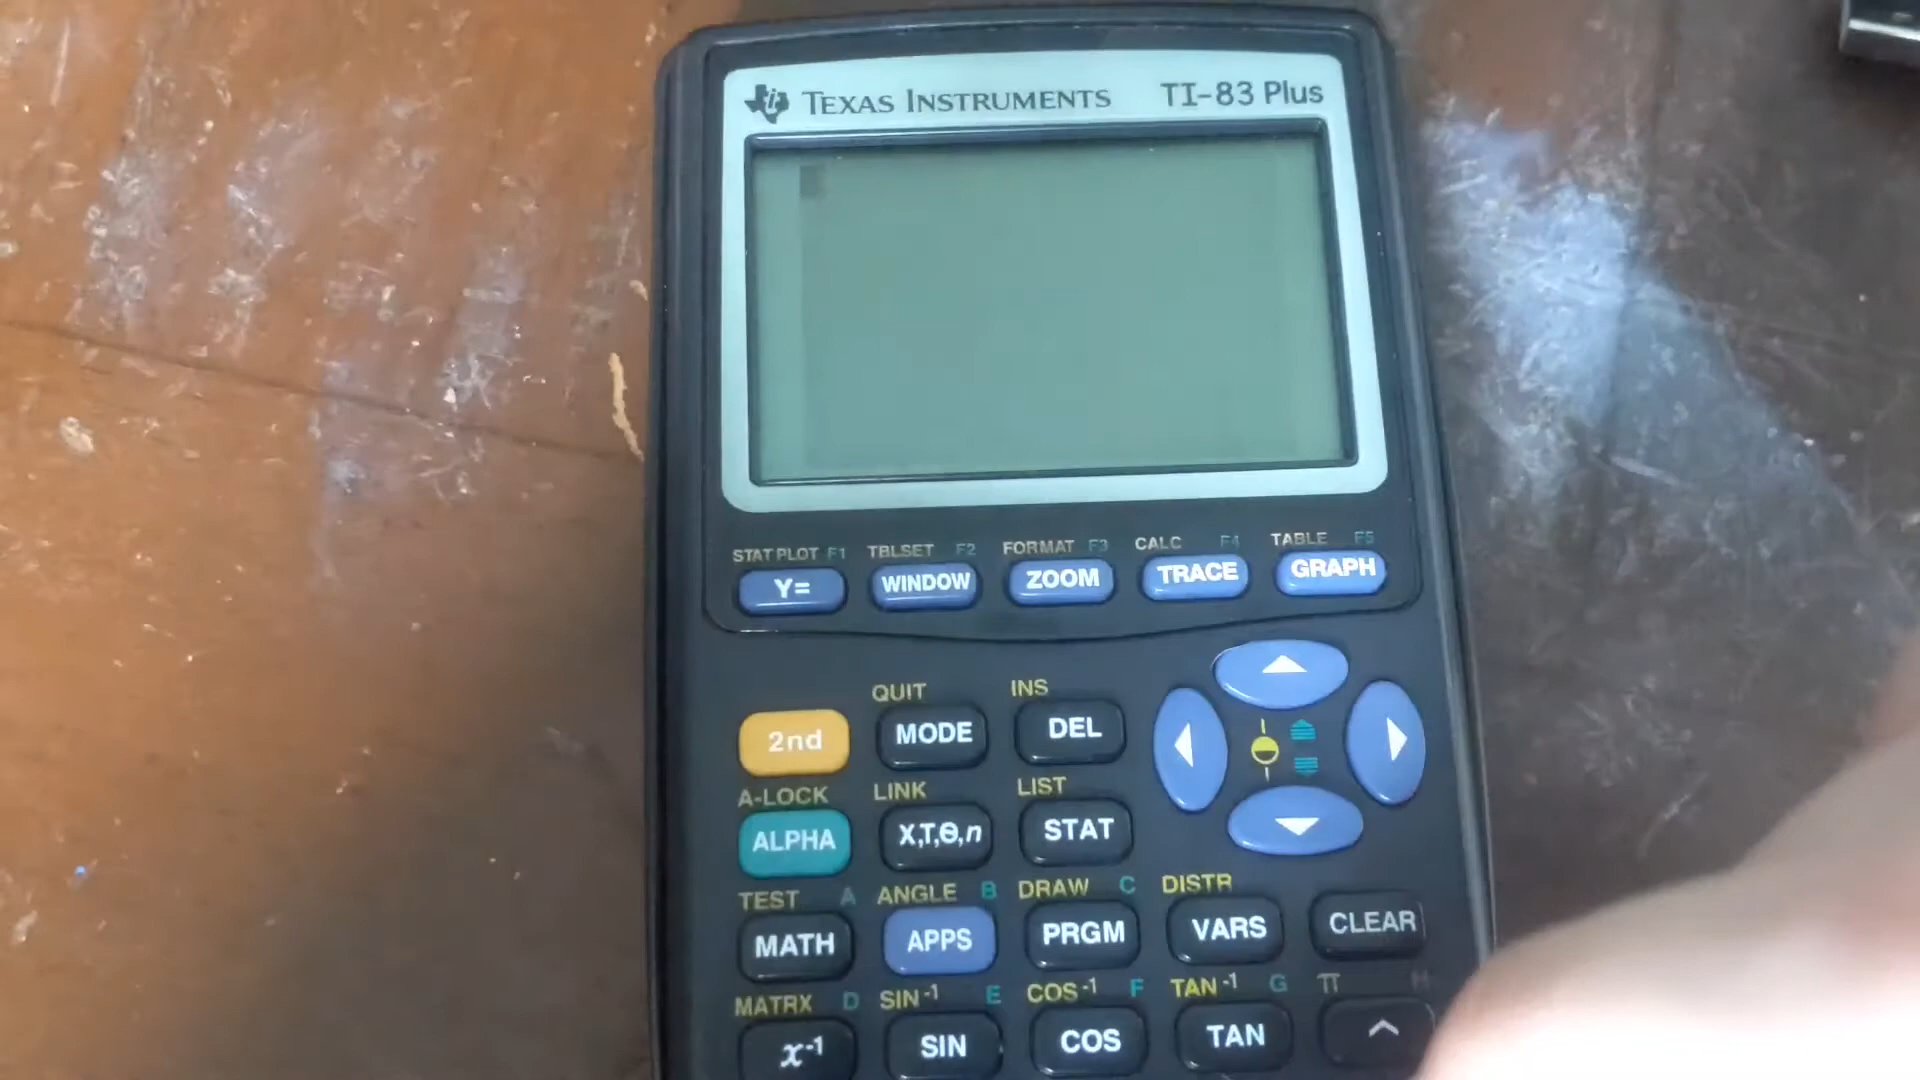 TEXAS INSTRUMENTS TI-83 Plus
STAT PLOT F1 TBLSET F2 FORMAT F3 CALC F4 TABLE F5
Y= WINDOW ZOOM TRACE GRAPH
QUIT INS
2nd MODE DEL
A-LOCK LINK LIST
ALPHA X,T,Θ,n STAT
TEST A ANGLE B DRAW C DISTR
MATH APPS PRGM VARS CLEAR
MATRX D SIN⁻¹ E COS⁻¹ F TAN⁻¹ G π H
x⁻¹ SIN COS TAN ^